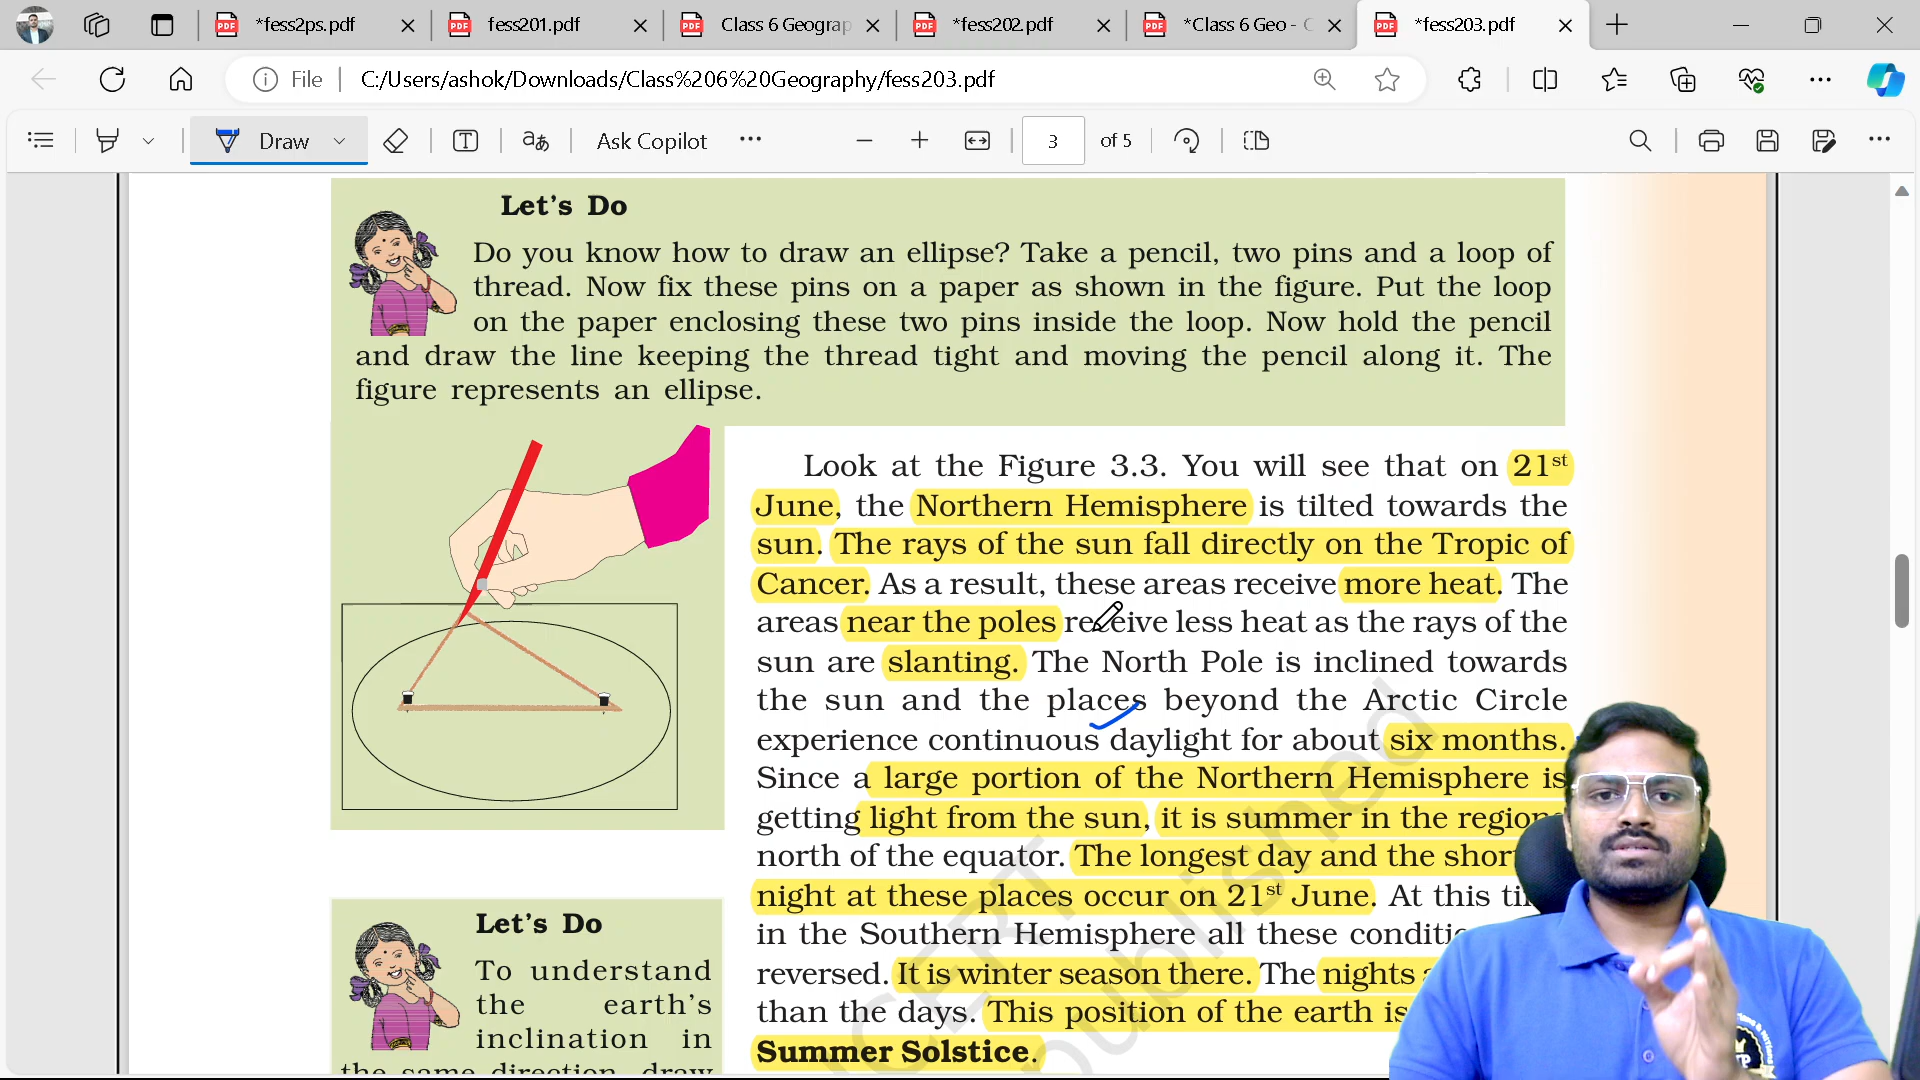 *fess2ps.pdf
fess201.pdf
Class 6 Geograp
*fess202.pdf
*Class 6 Geo - C
*fess203.pdf
File
C:/Users/ashok/Downloads/Class%206%20Geography/fess203.pdf
Draw
Ask Copilot
3 of 5
Let's Do
Do you know how to draw an ellipse? Take a pencil, two pins and a loop of
thread. Now fix these pins on a paper as shown in the figure. Put the loop
on the paper enclosing these two pins inside the loop. Now hold the pencil
and draw the line keeping the thread tight and moving the pencil along it. The
figure represents an ellipse.
Look at the Figure 3.3. You will see that on 21st
June, the Northern Hemisphere is tilted towards the
sun. The rays of the sun fall directly on the Tropic of
Cancer. As a result, these areas receive more heat. The
areas near the poles receive less heat as the rays of the
sun are slanting. The North Pole is inclined towards
the sun and the places beyond the Arctic Circle
experience continuous daylight for about six months.
Since a large portion of the Northern Hemisphere is
getting light from the sun, it is summer in the regions
north of the equator. The longest day and the shor
night at these places occur on 21st June. At this ti
in the Southern Hemisphere all these conditi
reversed. It is winter season there. The nights a
than the days. This position of the earth is
Summer Solstice.
Let's Do
To understand
the earth's
inclination in
the same direction, draw
published